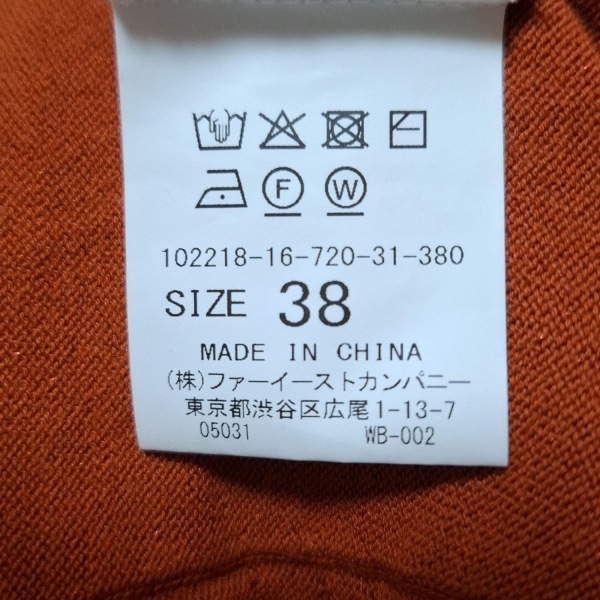 F W
102218-16-720-31-380
SIZE 38
MADE IN CHINA
(株)ファーイーストカンパニー
東京都渋谷区広尾1-13-7
05031 WB-002